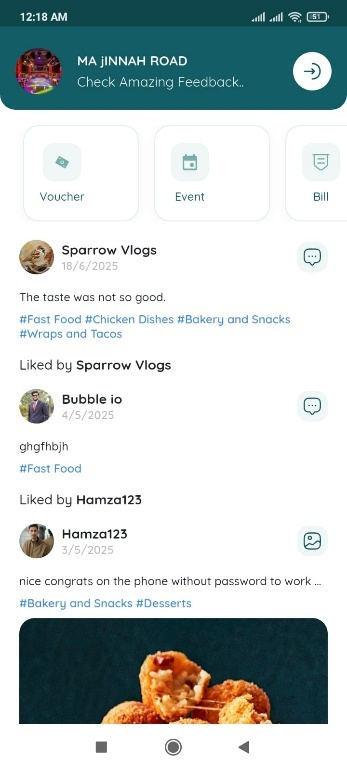 12:18 AM
51
MA jINNAH ROAD
Check Amazing Feedback..
Voucher
Event
Bill
Sparrow Vlogs
18/6/2025
The taste was not so good.
#Fast Food #Chicken Dishes #Bakery and Snacks
#Wraps and Tacos
Liked by Sparrow Vlogs
Bubble io
4/5/2025
ghgfhbjh
#Fast Food
Liked by Hamza123
Hamza123
3/5/2025
nice congrats on the phone without password to work ...
#Bakery and Snacks #Desserts